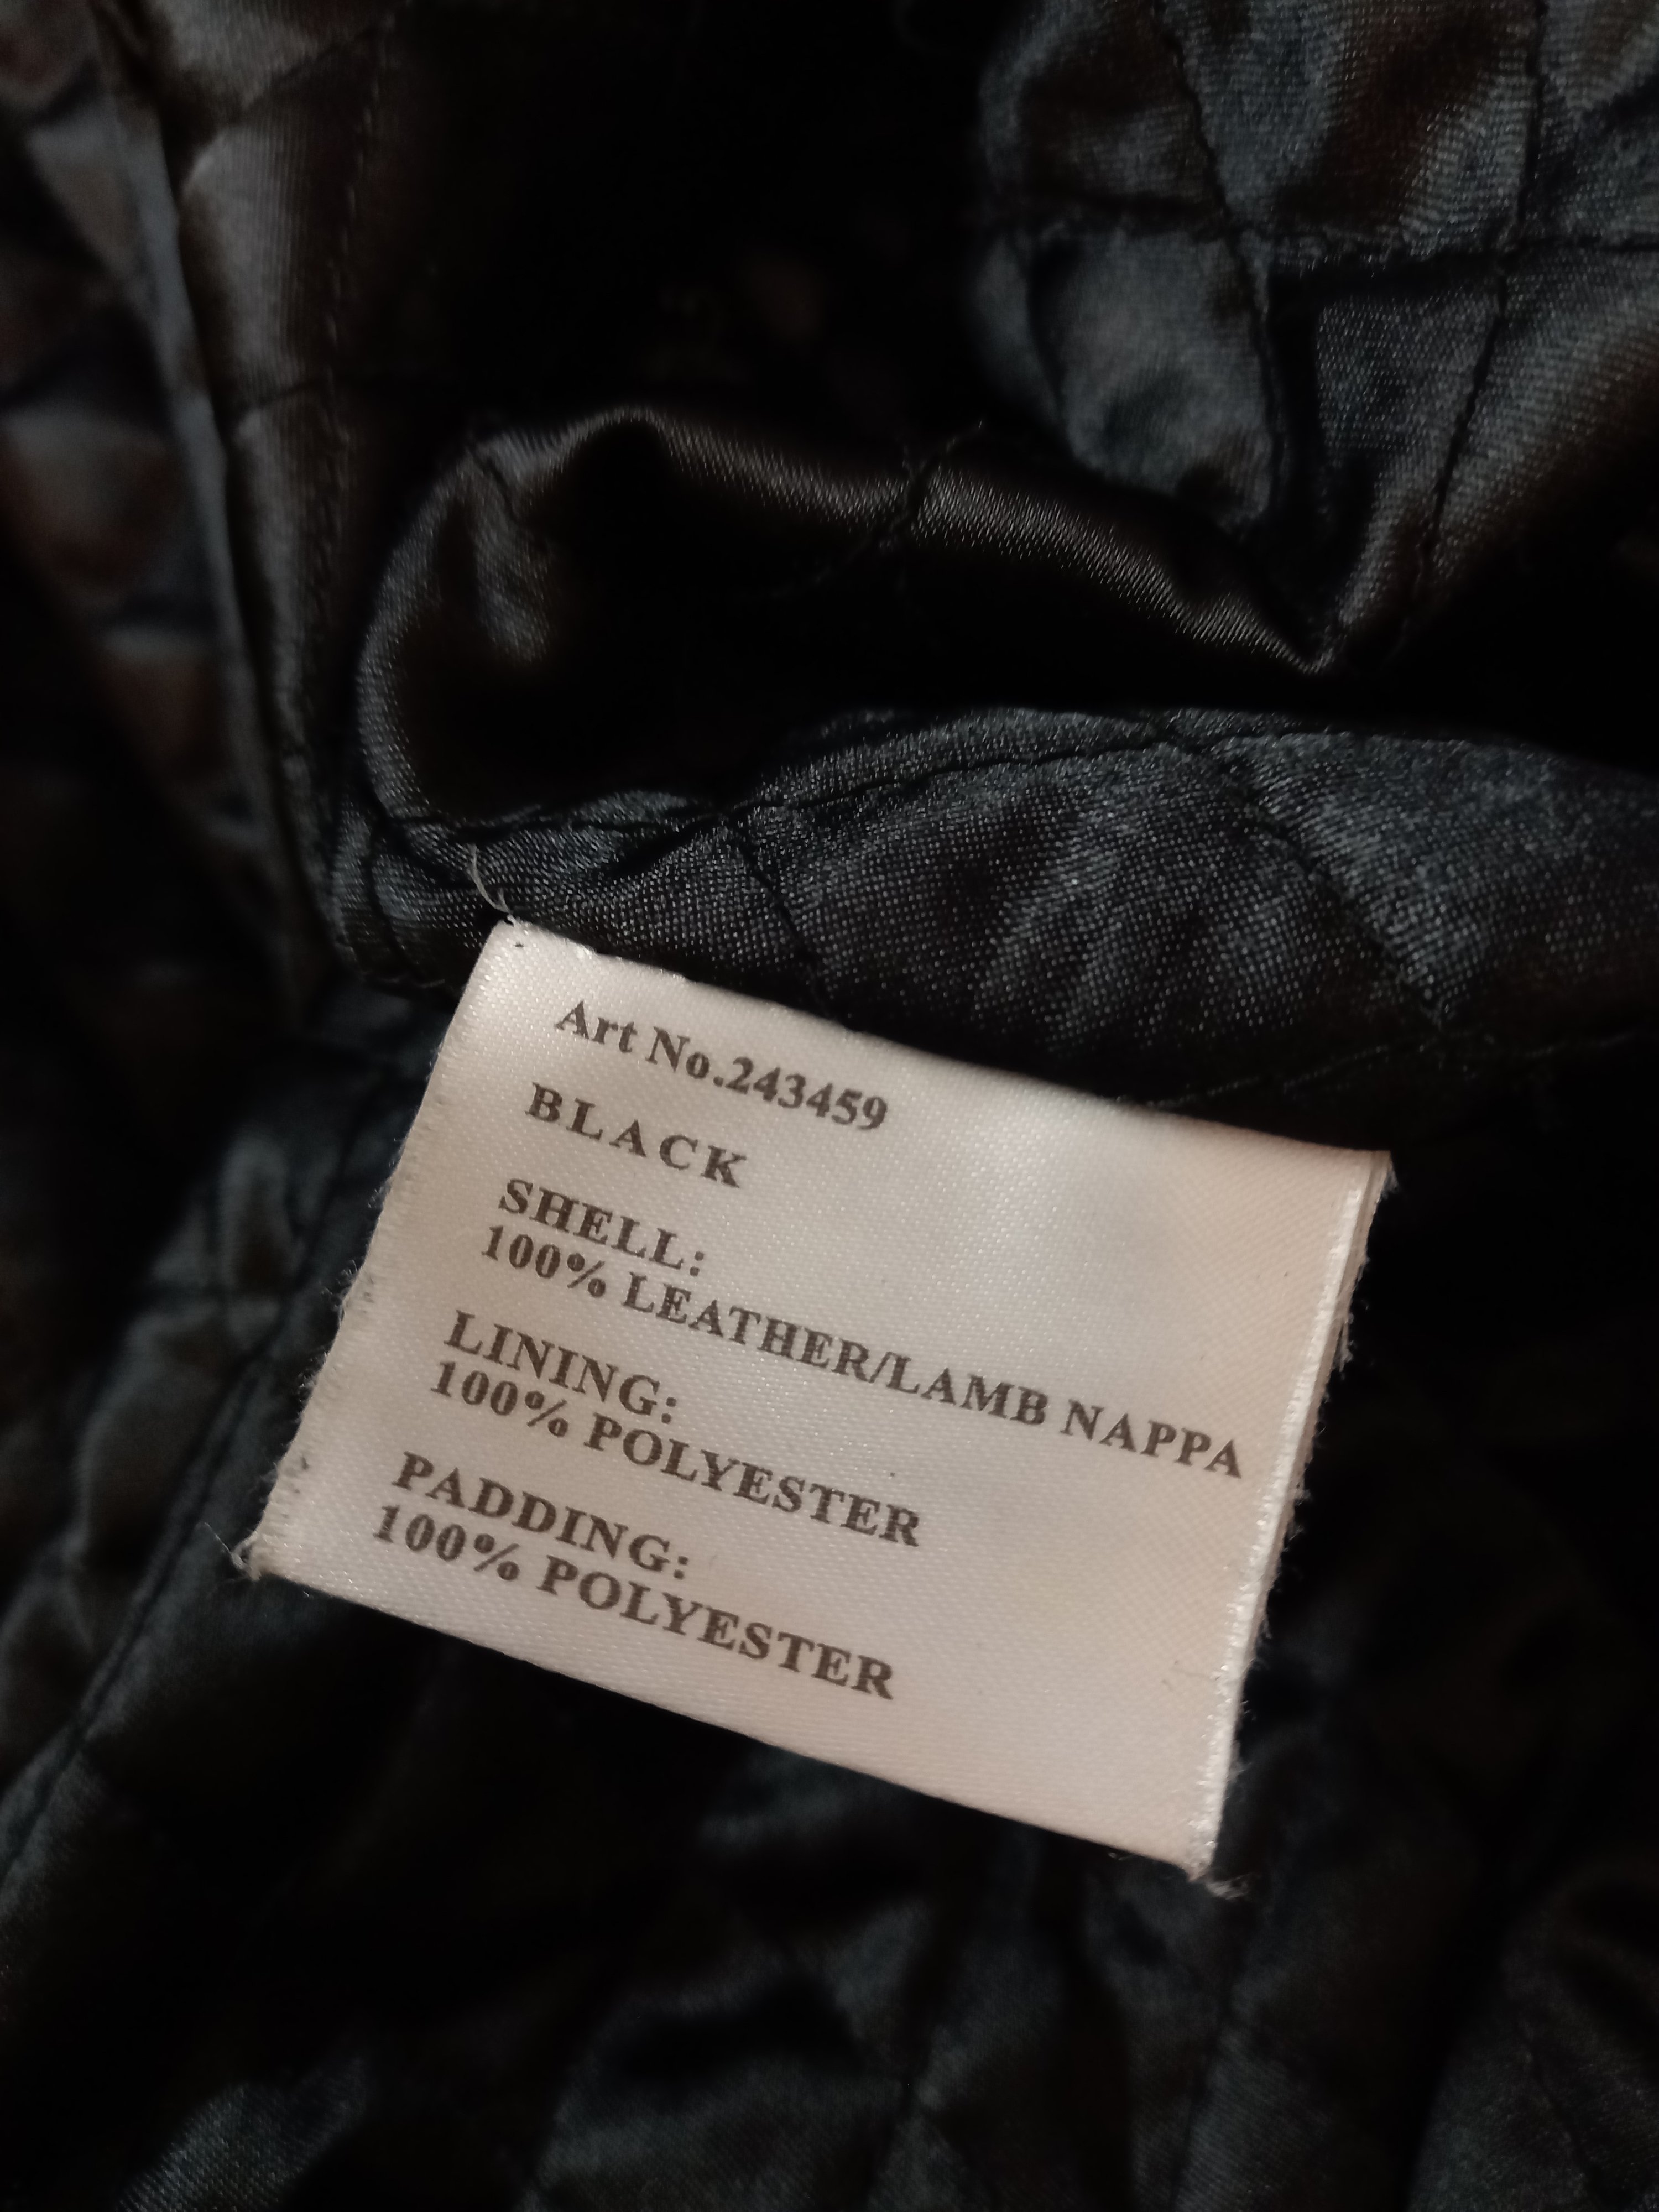 Art No.243459
BLACK
SHELL:
100% LEATHER/LAMB NAPPA
LINING:
100% POLYESTER
PADDING:
100% POLYESTER